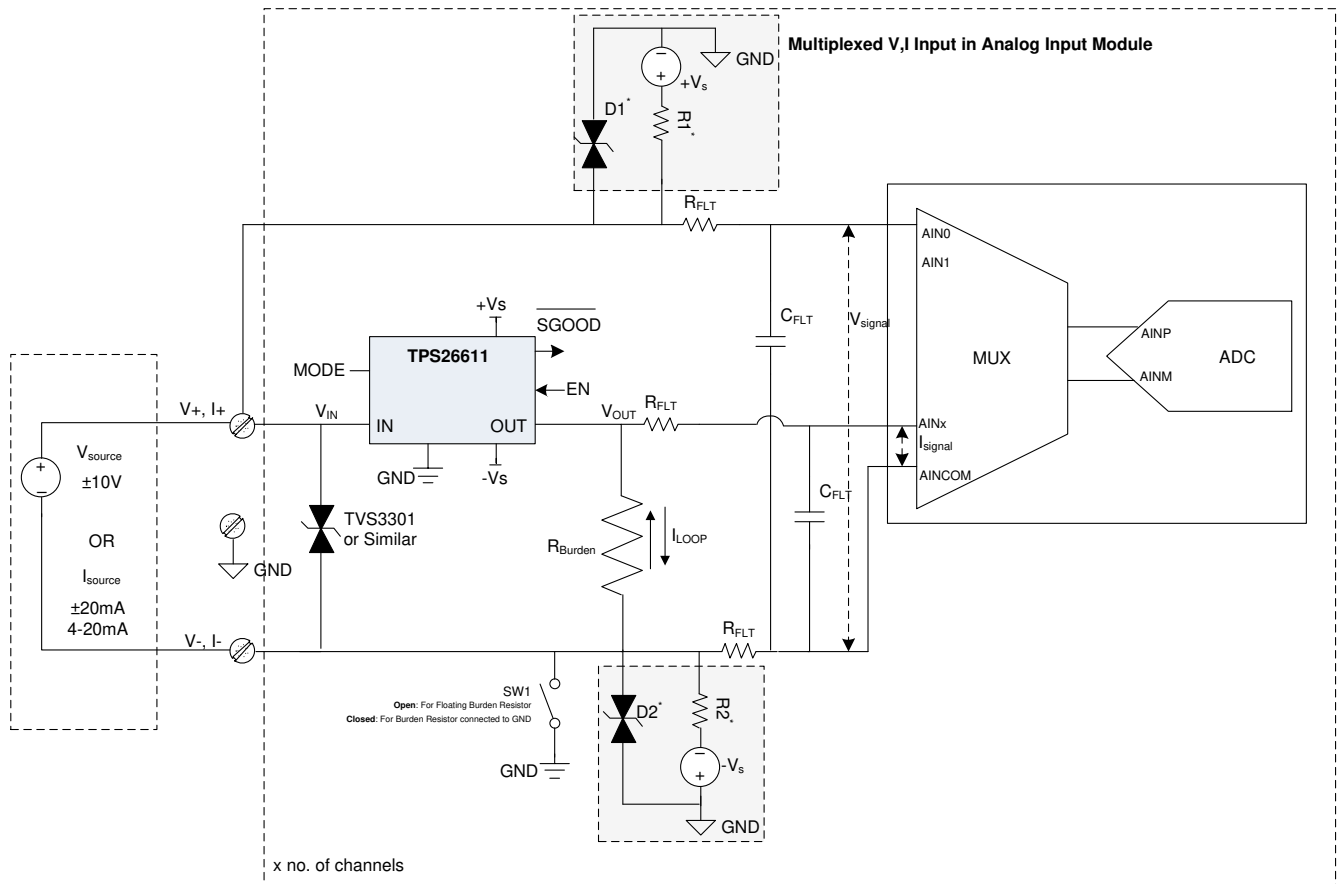 Multiplexed V,I Input in Analog Input Module
GND
+Vs
D1*
R1*
RFLT
AIN0
AIN1
+Vs
SGOOD
CFLT
Vsignal
TPS26611
MODE
EN
MUX
AINP
AINM
ADC
V+, I+
VIN
IN
OUT
VOUT
RFLT
AINx
Isignal
AINCOM
GND
-Vs
Vsource
±10V
OR
Isource
±20mA
4-20mA
+
−
GND
TVS3301
or Similar
RBurden
ILOOP
CFLT
V-, I-
RFLT
SW1
Open: For Floating Burden Resistor
Closed: For Burden Resistor connected to GND
GND
D2*
R2*
-Vs
GND
x no. of channels